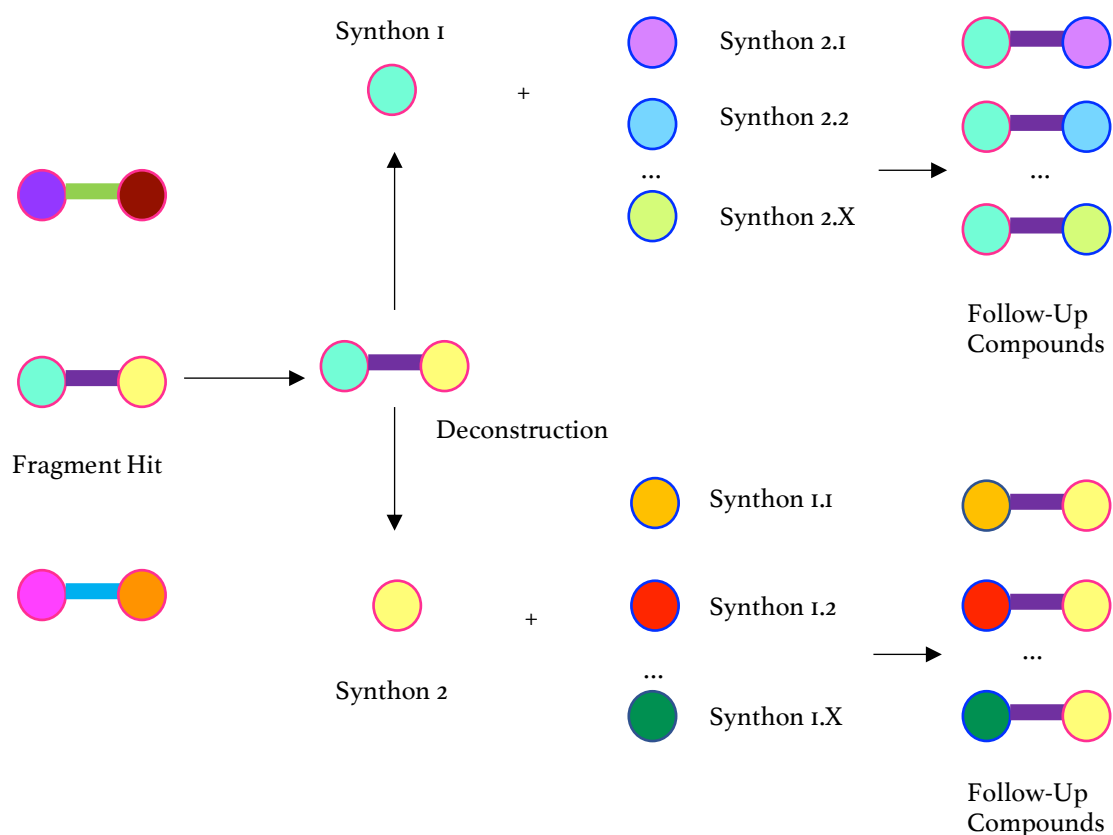 Synthon 1
+
Synthon 2.1
Synthon 2.2
...
Synthon 2.X
...
Follow-Up
Compounds
Fragment Hit
Deconstruction
Synthon 2
+
Synthon 1.1
Synthon 1.2
...
Synthon 1.X
...
Follow-Up
Compounds